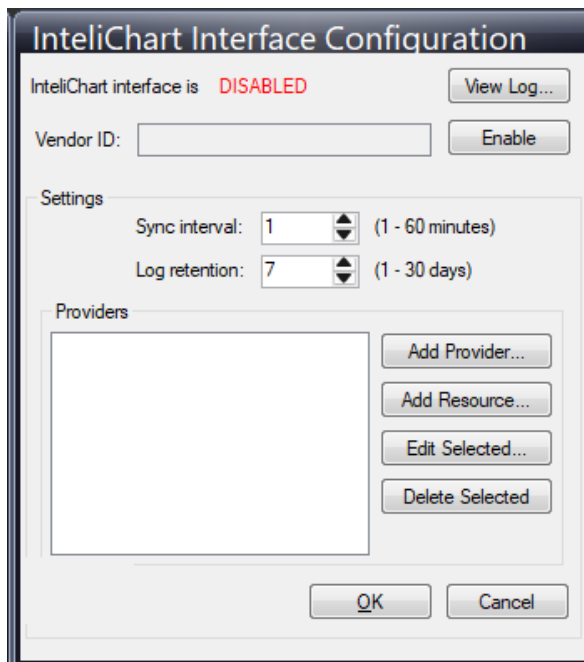 InteliChart Interface Configuration
InteliChart interface is DISABLED View Log...
Vendor ID: Enable
Settings
Sync interval: 1 (1 - 60 minutes)
Log retention: 7 (1 - 30 days)
Providers
Add Provider...
Add Resource...
Edit Selected...
Delete Selected
OK Cancel